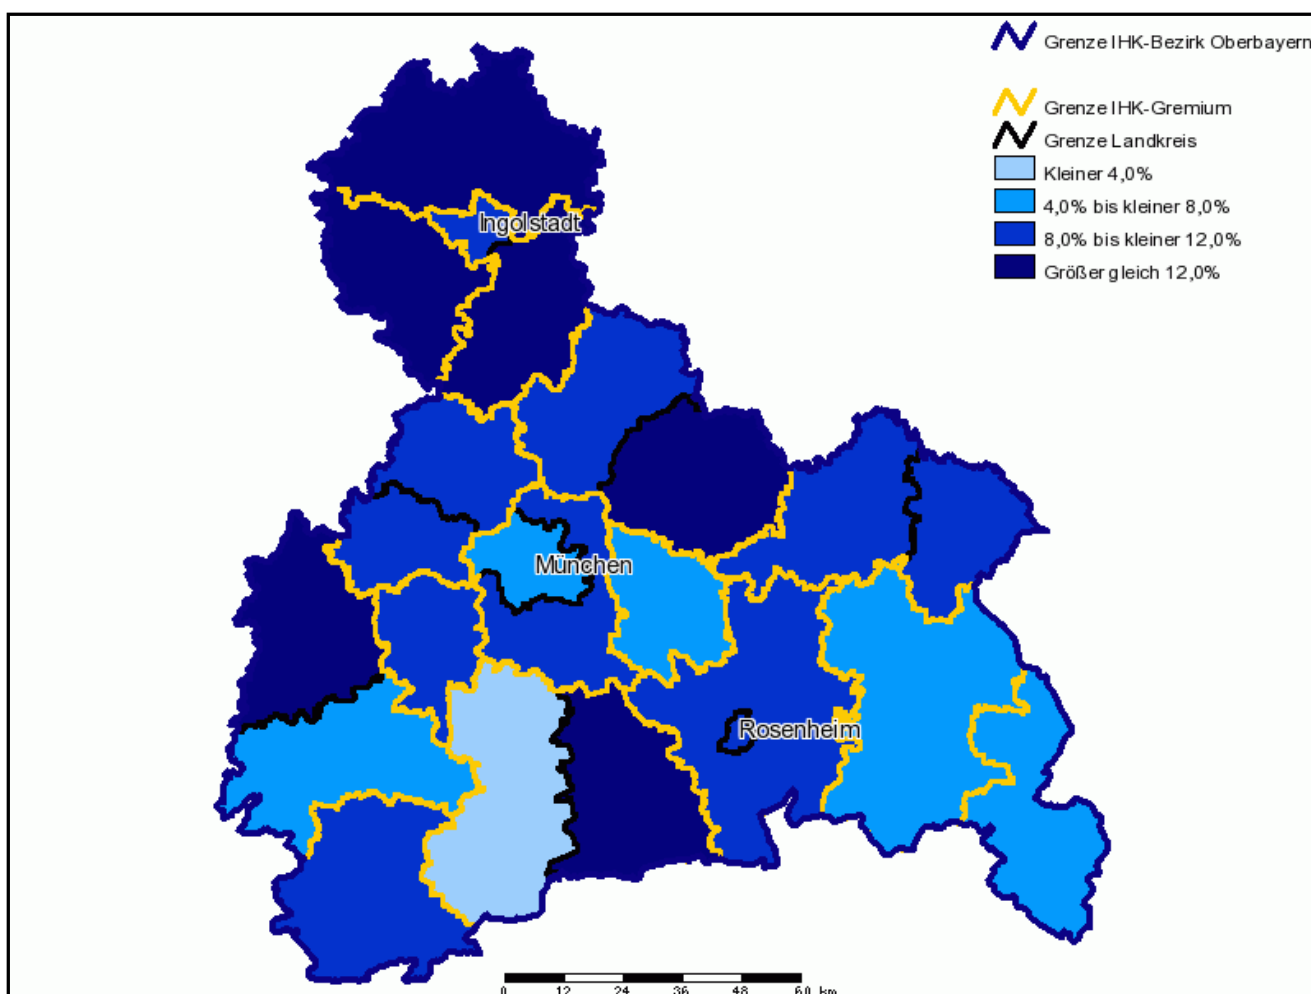 Grenze IHK-Bezirk Oberbayern
Grenze IHK-Gremium
Grenze Landkreis
Kleiner 4,0%
4,0% bis kleiner 8,0%
8,0% bis kleiner 12,0%
Größer gleich 12,0%
Ingolstadt
München
Rosenheim
0 12 24 36 48 60 km